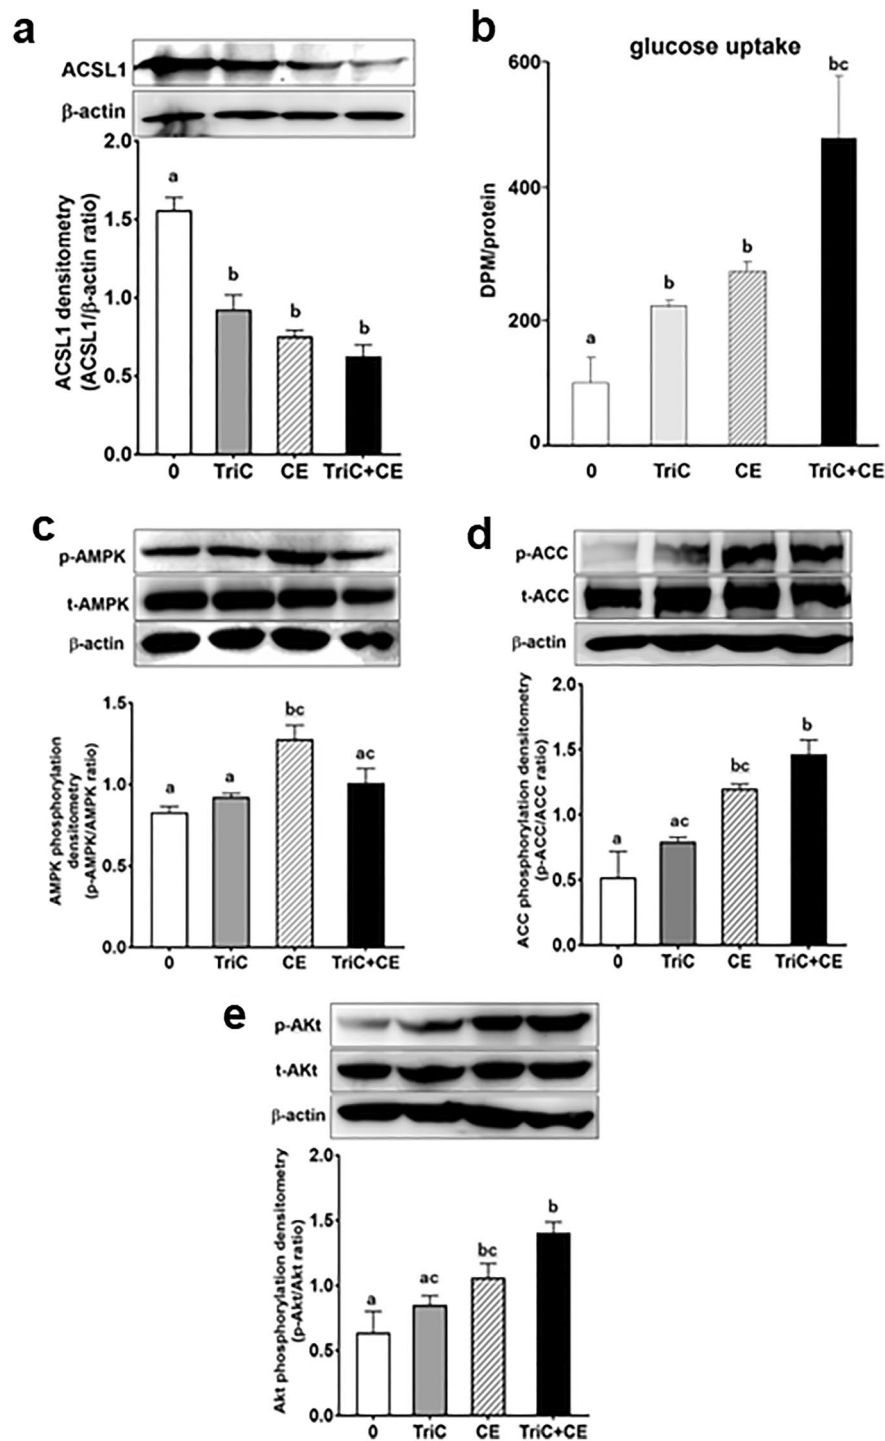 a
ACSL1
β-actin
ACSL1 densitometry
(ACSL1/β-actin ratio)
2.0
1.5
1.0
0.5
0.0
a
b
b
b
0 TriC CE TriC+CE
b
glucose uptake
DPM/protein
600
400
200
0
a
b
b
bc
0 TriC CE TriC+CE
c
p-AMPK
t-AMPK
β-actin
AMPK phosphorylation
densitometry
(p-AMPK/AMPK ratio)
1.5
1.0
0.5
0.0
a
a
bc
ac
0 TriC CE TriC+CE
d
p-ACC
t-ACC
β-actin
ACC phosphorylation densitometry
(p-ACC/ACC ratio)
2.0
1.5
1.0
0.5
0.0
a
ac
bc
b
0 TriC CE TriC+CE
e
p-AKt
t-AKt
β-actin
Akt phosphorylation densitometry
(p-Akt/Akt ratio)
2.0
1.5
1.0
0.5
0.0
a
ac
bc
b
0 TriC CE TriC+CE